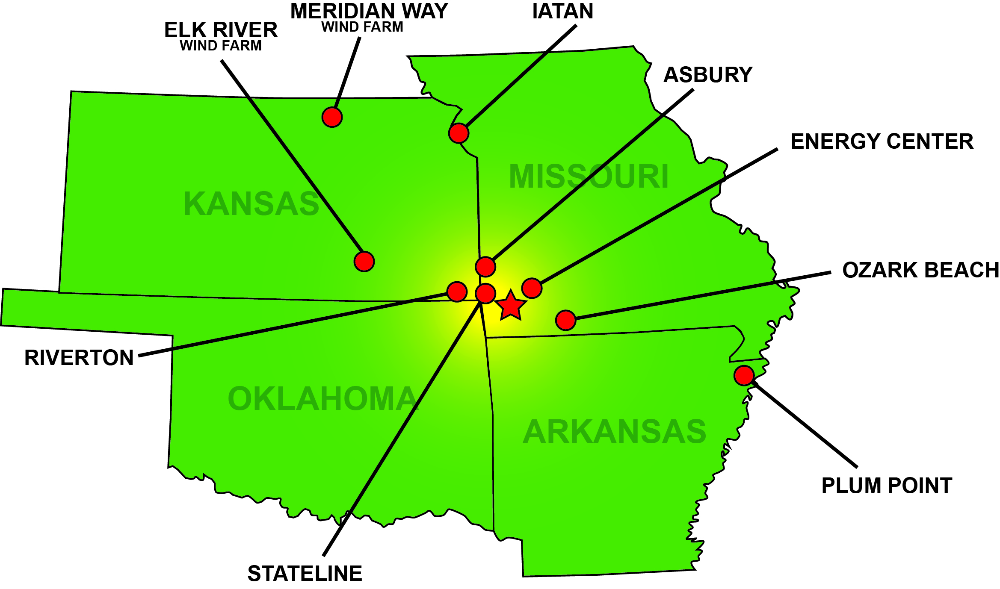 MERIDIAN WAY
WIND FARM
IATAN
ELK RIVER
WIND FARM
ASBURY
ENERGY CENTER
MISSOURI
KANSAS
OZARK BEACH
RIVERTON
OKLAHOMA
ARKANSAS
PLUM POINT
STATELINE